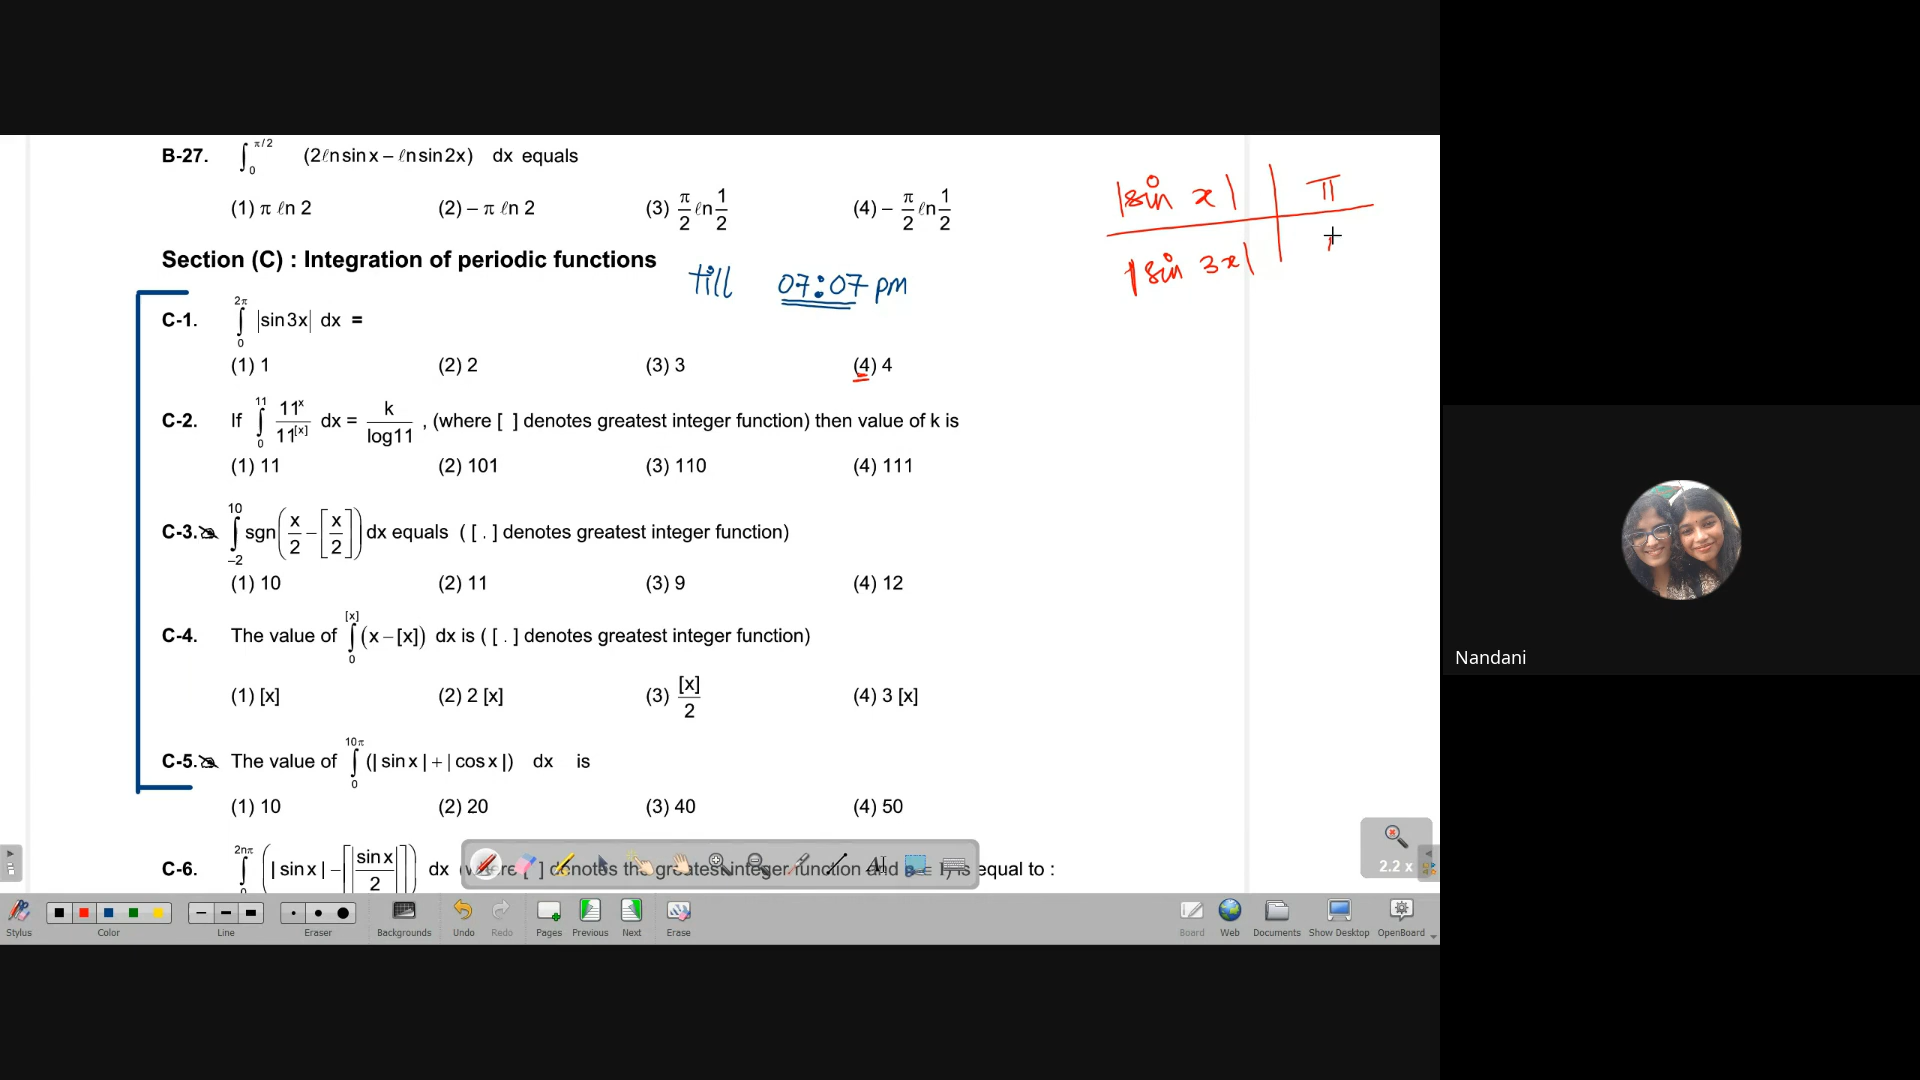 B-27. ∫₀^π/2 (2ℓn sin x – ℓn sin 2x) dx equals
(1) π ℓn 2 (2) – π ℓn 2 (3) π/2 ℓn 1/2 (4) – π/2 ℓn 1/2
|sin x| π
|sin 3x|
Section (C) : Integration of periodic functions
till 07:07 pm
C-1. ∫₀^2π |sin 3x| dx =
(1) 1 (2) 2 (3) 3 (4) 4
C-2. If ∫₀^11 11^x/11^[x] dx = k/log11 , (where [ ] denotes greatest integer function) then value of k is
(1) 11 (2) 101 (3) 110 (4) 111
C-3. ∫₋₂^10 sgn(x/2 – [x/2]) dx equals ( [ . ] denotes greatest integer function)
(1) 10 (2) 11 (3) 9 (4) 12
C-4. The value of ∫₀^[x] (x – [x]) dx is ( [ . ] denotes greatest integer function)
(1) [x] (2) 2 [x] (3) [x]/2 (4) 3 [x]
C-5. The value of ∫₀^10π (| sin x | + | cos x |) dx is
(1) 10 (2) 20 (3) 40 (4) 50
C-6. ∫₀^2nπ (| sin x | – [|sin x|/2]) dx denotes the greatest integer function and is equal to :
Nandani
2.2 x
Stylus Color Line Eraser Backgrounds Undo Redo Pages Previous Next Erase Board Web Documents Show Desktop OpenBoard